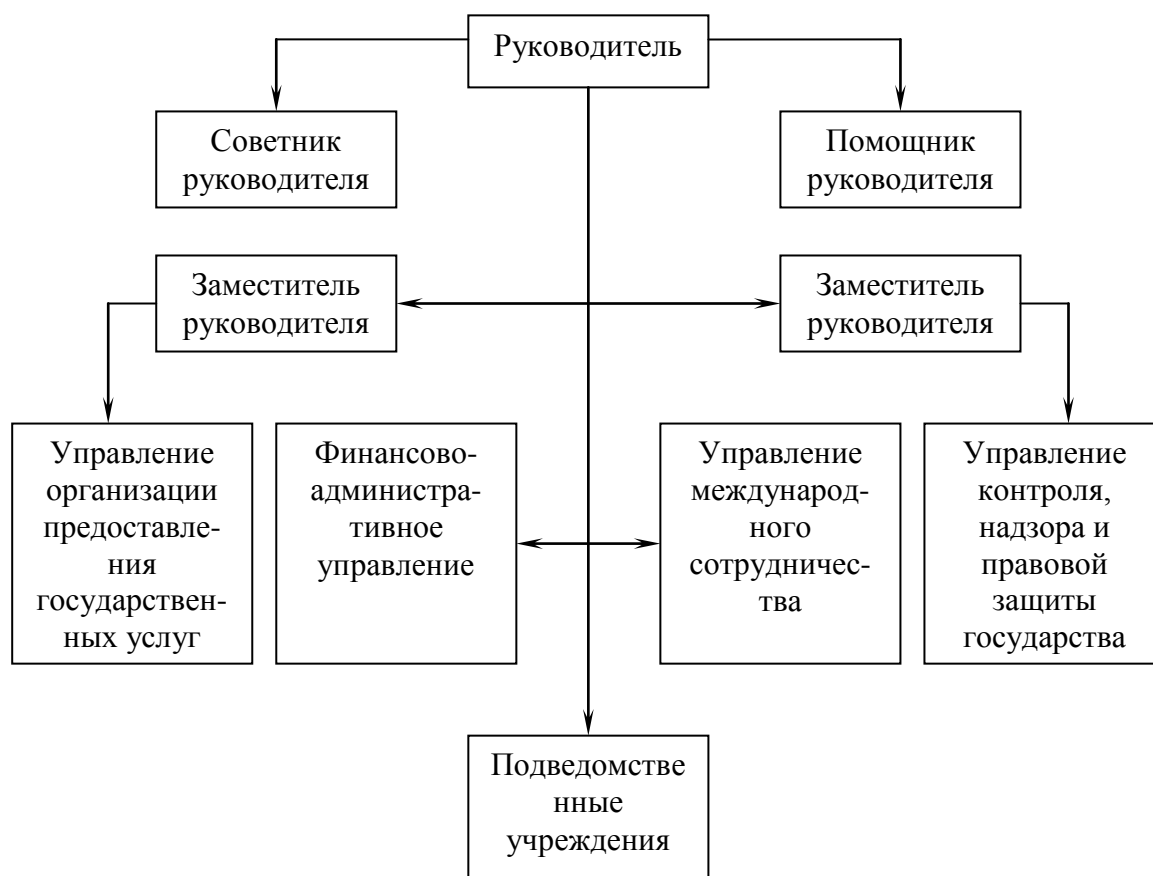 Руководитель
Советник
руководителя
Помощник
руководителя
Заместитель
руководителя
Заместитель
руководителя
Управление
организации
предоставле-
ния
государствен-
ных услуг
Финансово-
администра-
тивное
управление
Управление
международ-
ного
сотрудничес-
тва
Управление
контроля,
надзора и
правовой
защиты
государства
Подведомстве
нные
учреждения